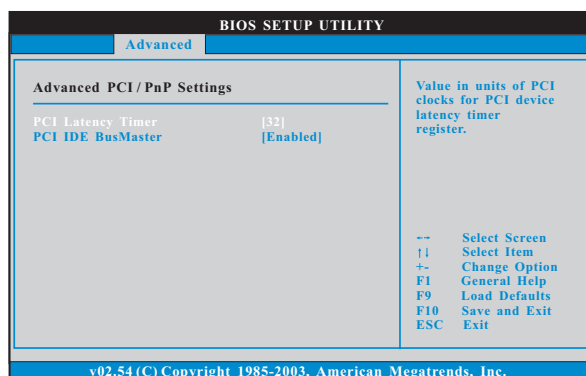 BIOS SETUP UTILITY
Advanced
Advanced PCI / PnP Settings
PCI Latency Timer [32]
PCI IDE BusMaster [Enabled]
Value in units of PCI
clocks for PCI device
latency timer
register.
←→ Select Screen
↑↓ Select Item
+- Change Option
F1 General Help
F9 Load Defaults
F10 Save and Exit
ESC Exit
v02.54 (C) Copyright 1985-2003, American Megatrends, Inc.